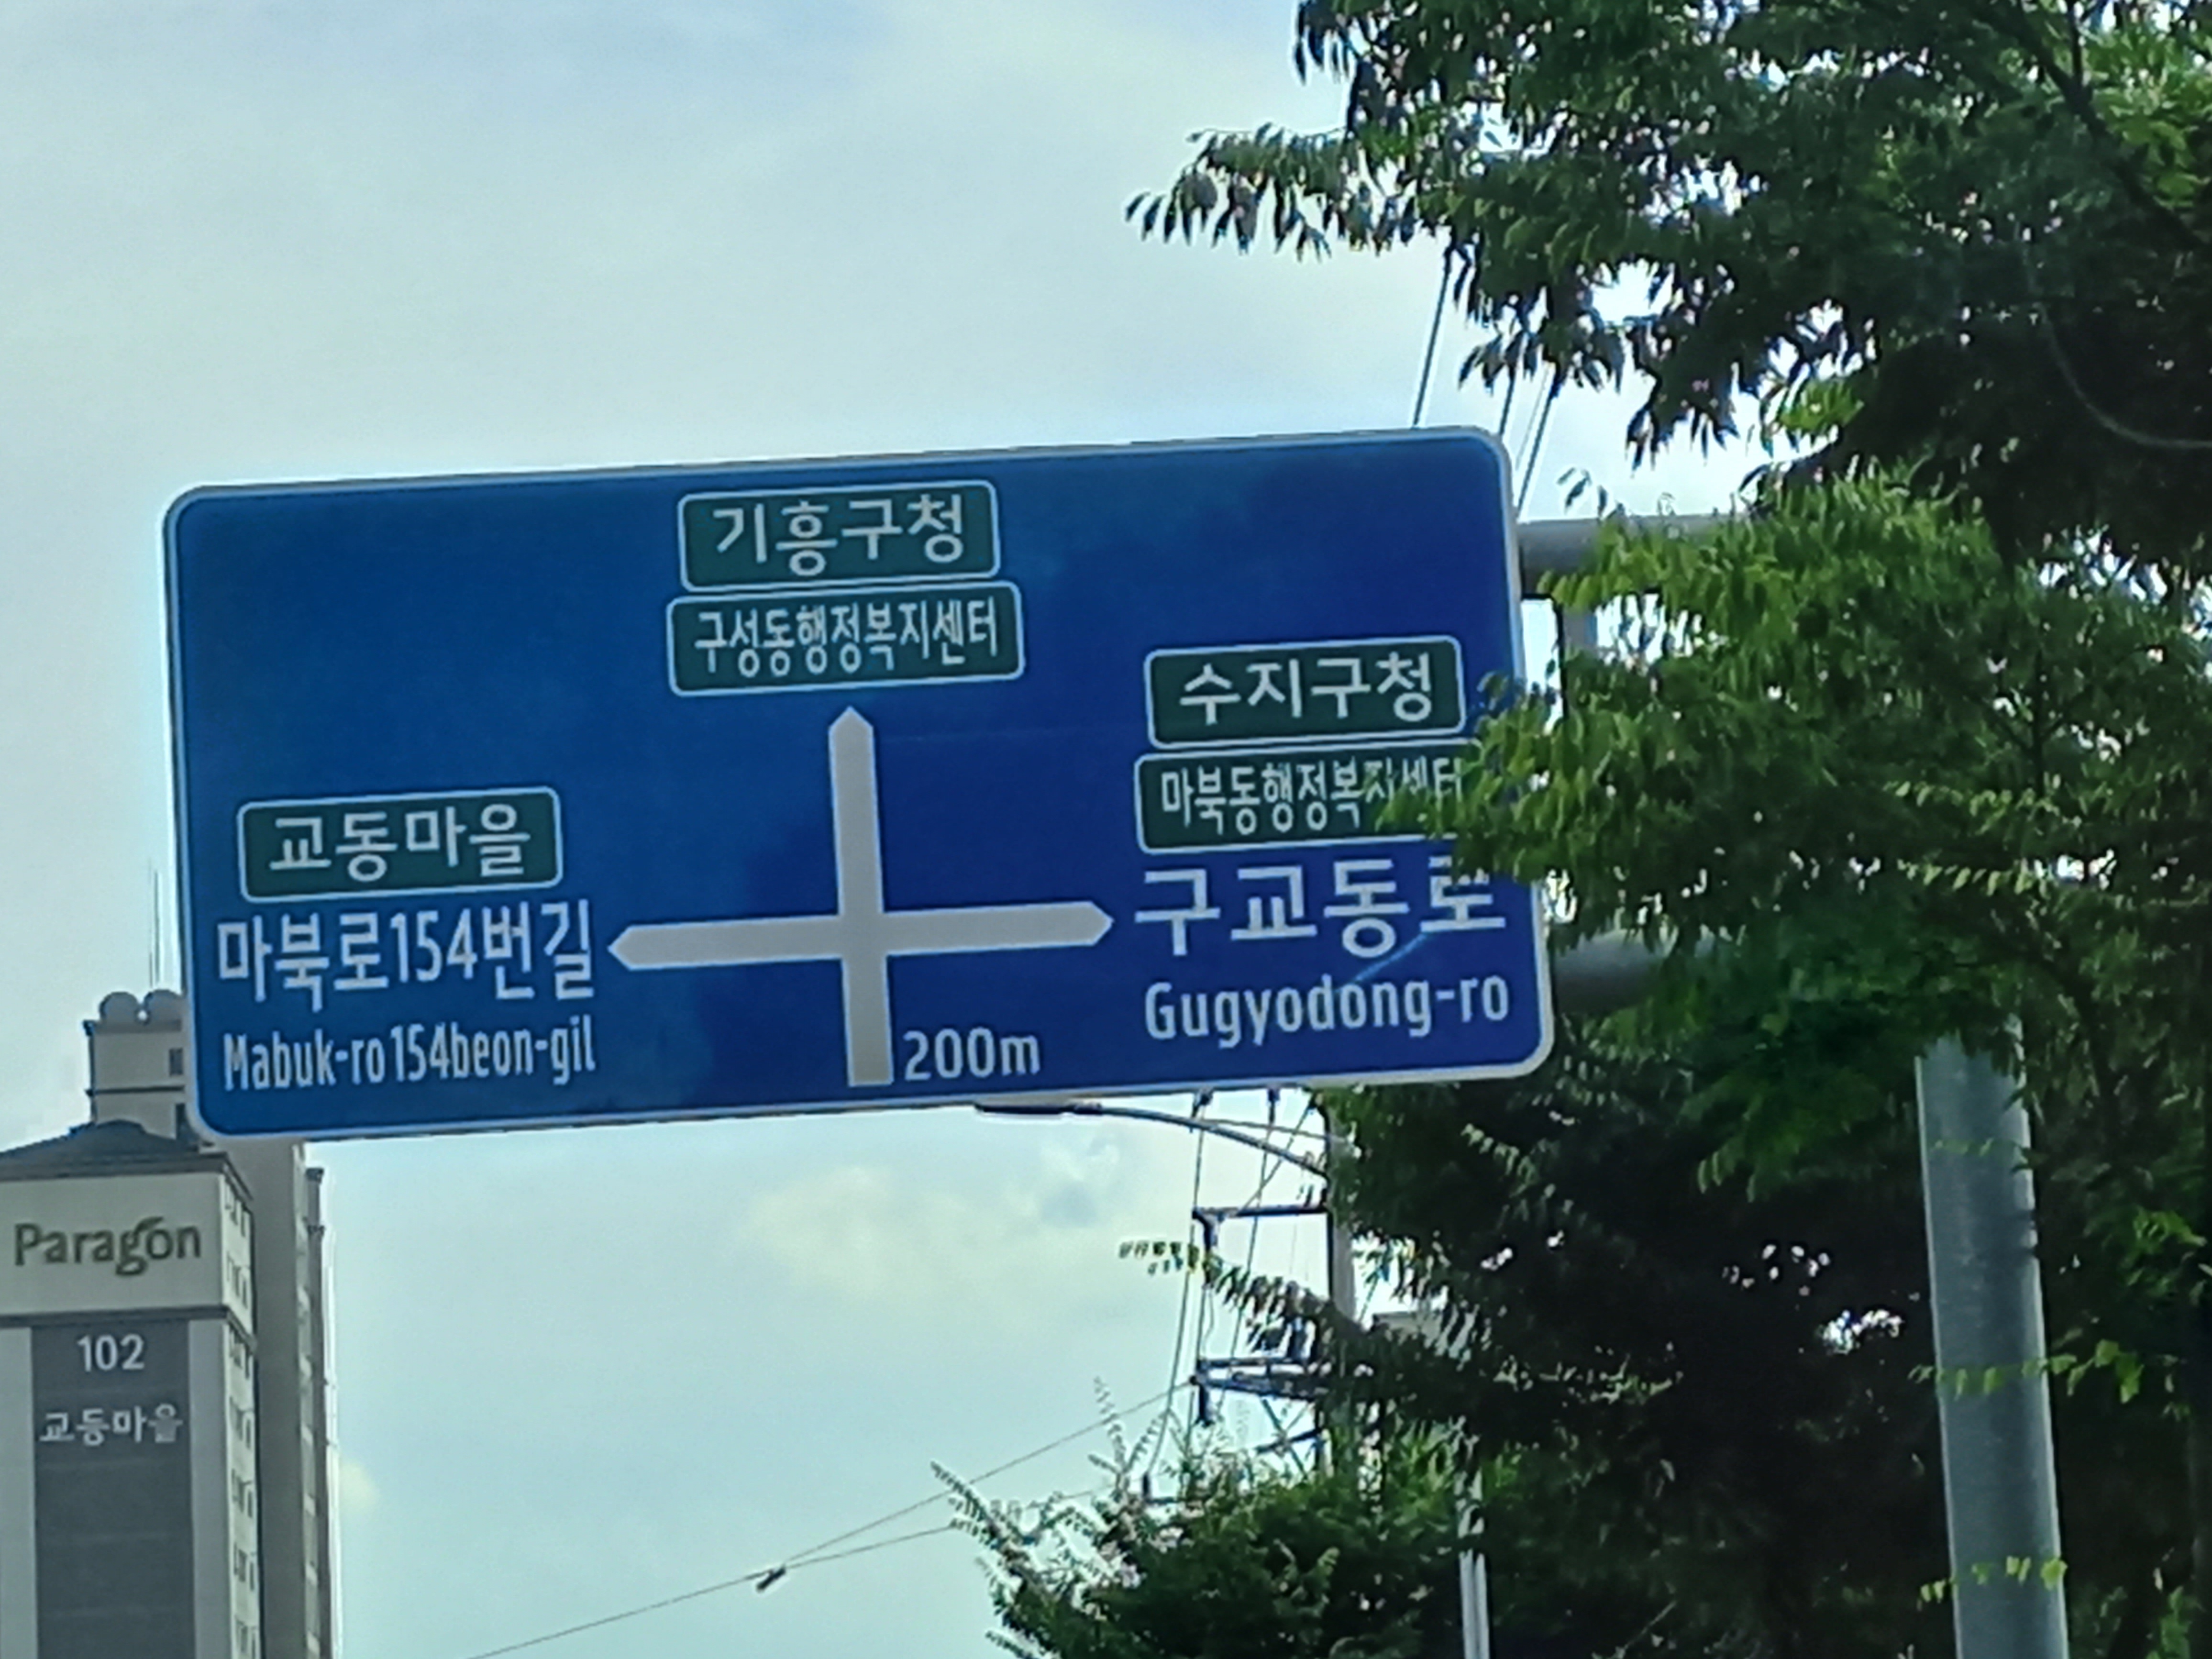 기흥구청
구성동행정복지센터
수지구청
마북동행정복지센터
교동마을
마북로154번길
Mabuk-ro 154beon-gil
구교동로
Gugyodong-ro
200m
Paragon
102
교동마을